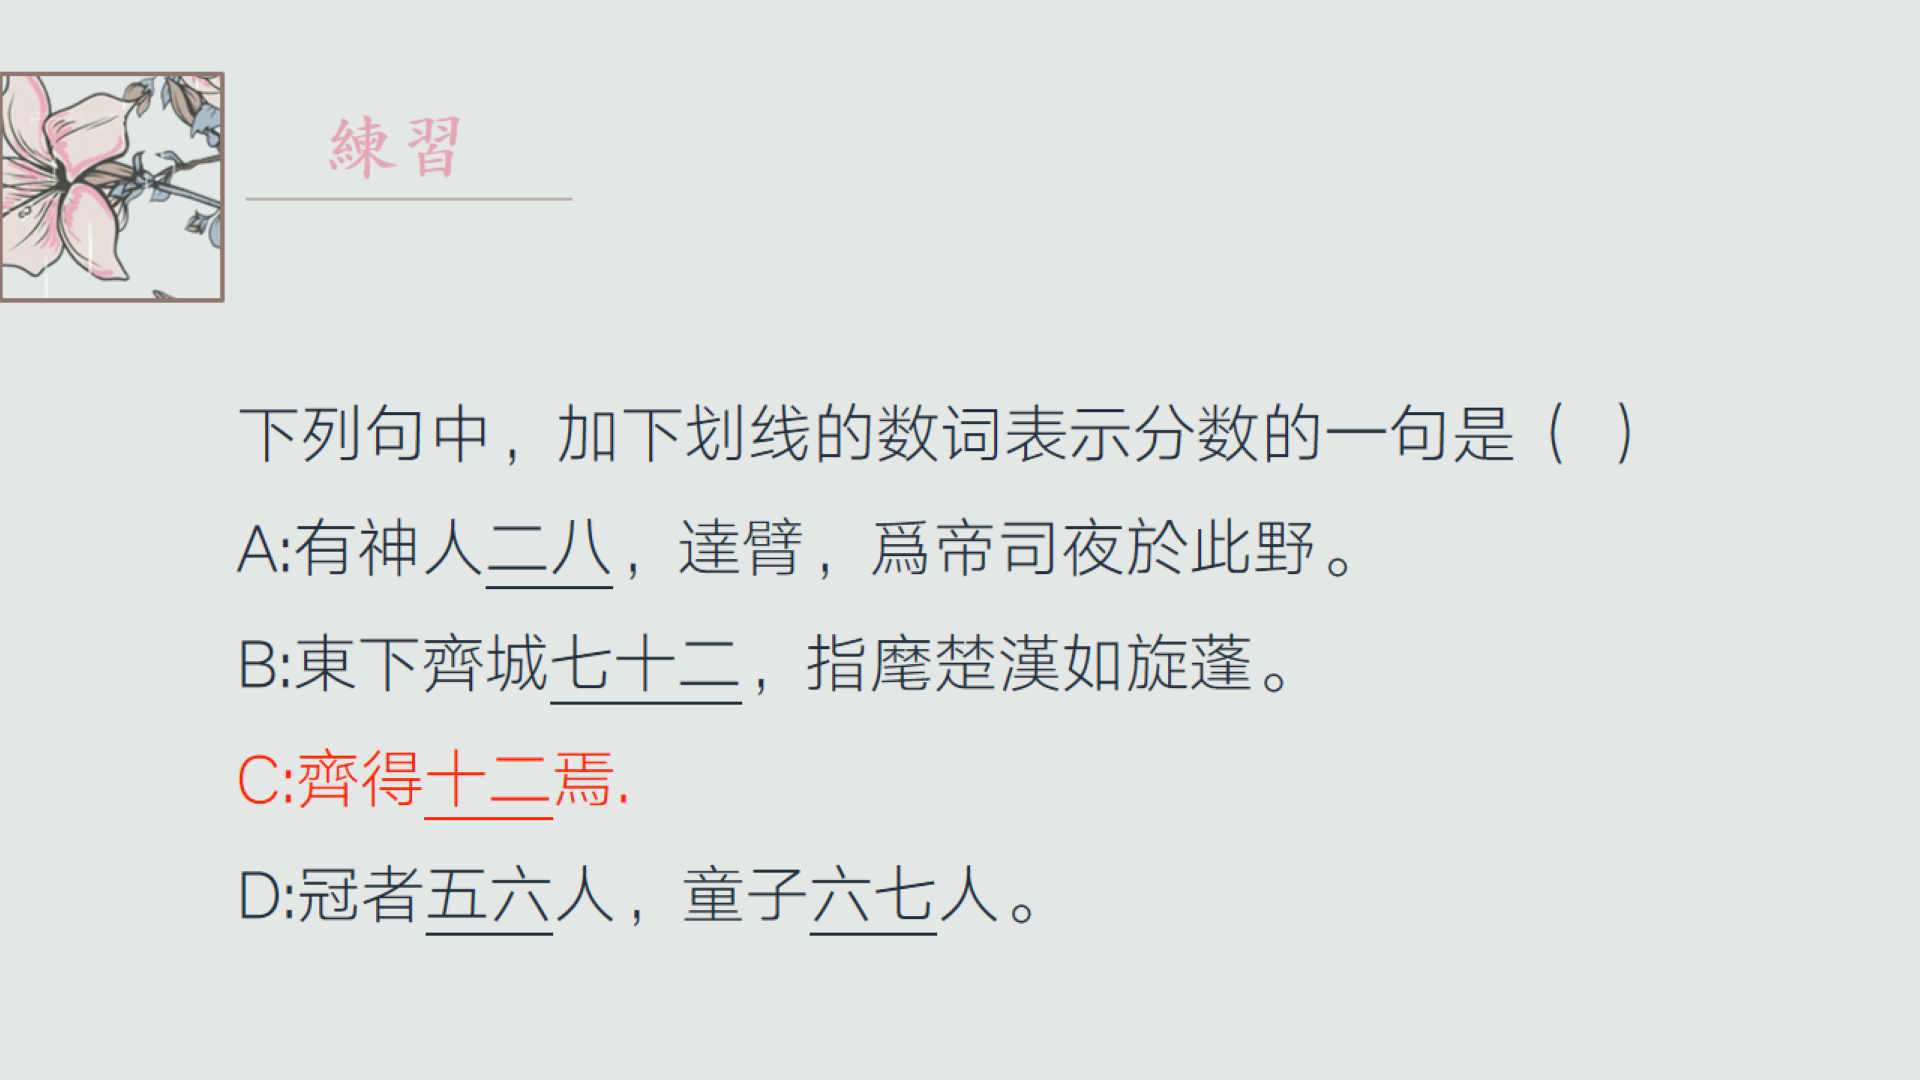 練習
下列句中，加下划线的数词表示分数的一句是（ ）
A:有神人二八，達臂，爲帝司夜於此野。
B:東下齊城七十二，指麾楚漢如旋蓬。
C:齊得十二焉.
D:冠者五六人，童子六七人。